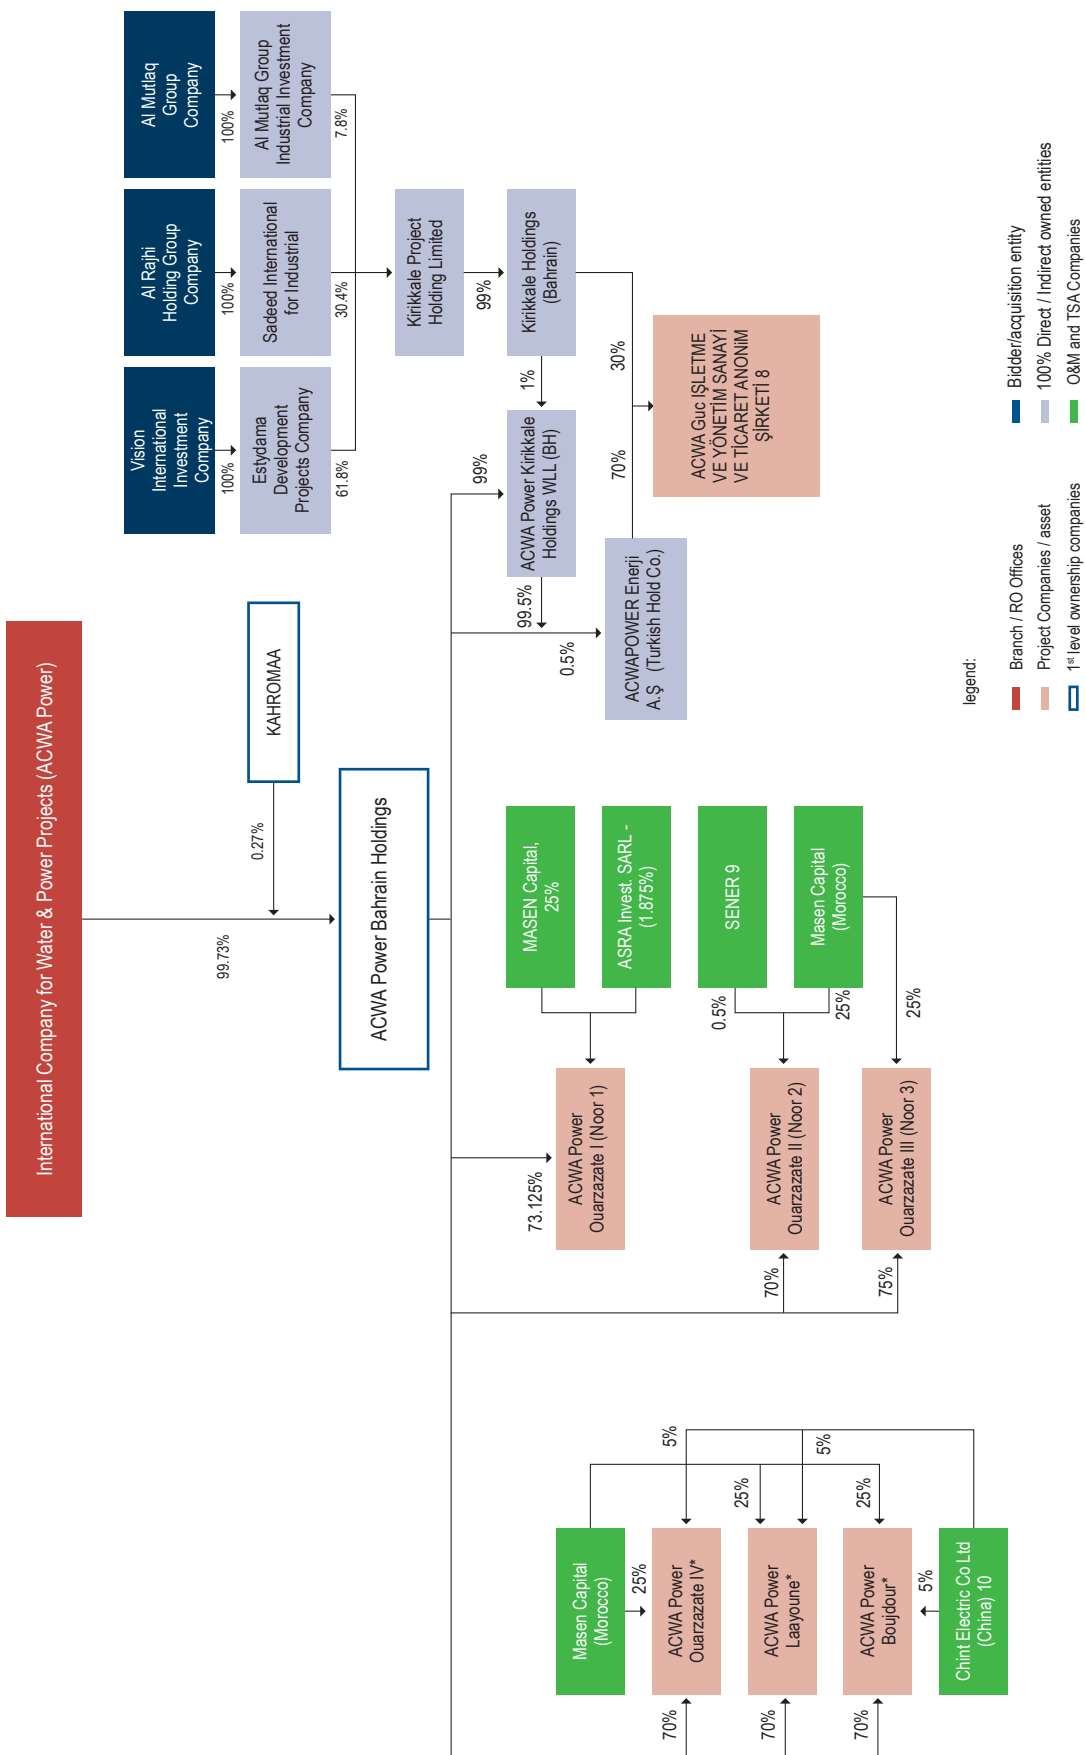 International Company for Water & Power Projects (ACWA Power)
99.73%
0.27%
KAHROMAA
ACWA Power Bahrain Holdings
Vision
International
Investment
Company
100%
Estydama
Development
Projects Company
61.8%
Al Rajhi
Holding Group
Company
100%
Sadeed International
for Industrial
30.4%
Al Mutlaq
Group
Company
100%
Al Mutlaq Group
Industrial Investment
Company
7.8%
Kirikkale Project
Holding Limited
99%
Kirikkale Holdings
(Bahrain)
1%
99%
ACWA Power Kirikkale
Holdings WLL (BH)
99.5%
0.5%
ACWAPOWER Enerji
A.Ş (Turkish Hold Co.)
70%
30%
ACWA Guc IŞLETME
VE YÖNETİM SANAYİ
VE TİCARET ANONİM
ŞİRKETİ 8
MASEN Capital,
25%
ASRA Invest. SARL -
(1.875%)
73.125%
ACWA Power
Ouarzazate I (Noor 1)
SENER 9
0.5%
Masen Capital
(Morocco)
25%
25%
70%
ACWA Power
Ouarzazate II (Noor 2)
75%
ACWA Power
Ouarzazate III (Noor 3)
Masen Capital
(Morocco)
25%
5%
25%
5%
25%
5%
70%
ACWA Power
Ouarzazate IV*
70%
ACWA Power
Laayoune*
70%
ACWA Power
Boujdour*
Chint Electric Co Ltd
(China) 10
legend:
Branch / RO Offices
Project Companies / asset
1st level ownership companies
Bidder/acquisition entity
100% Direct / Indirect owned entities
O&M and TSA Companies